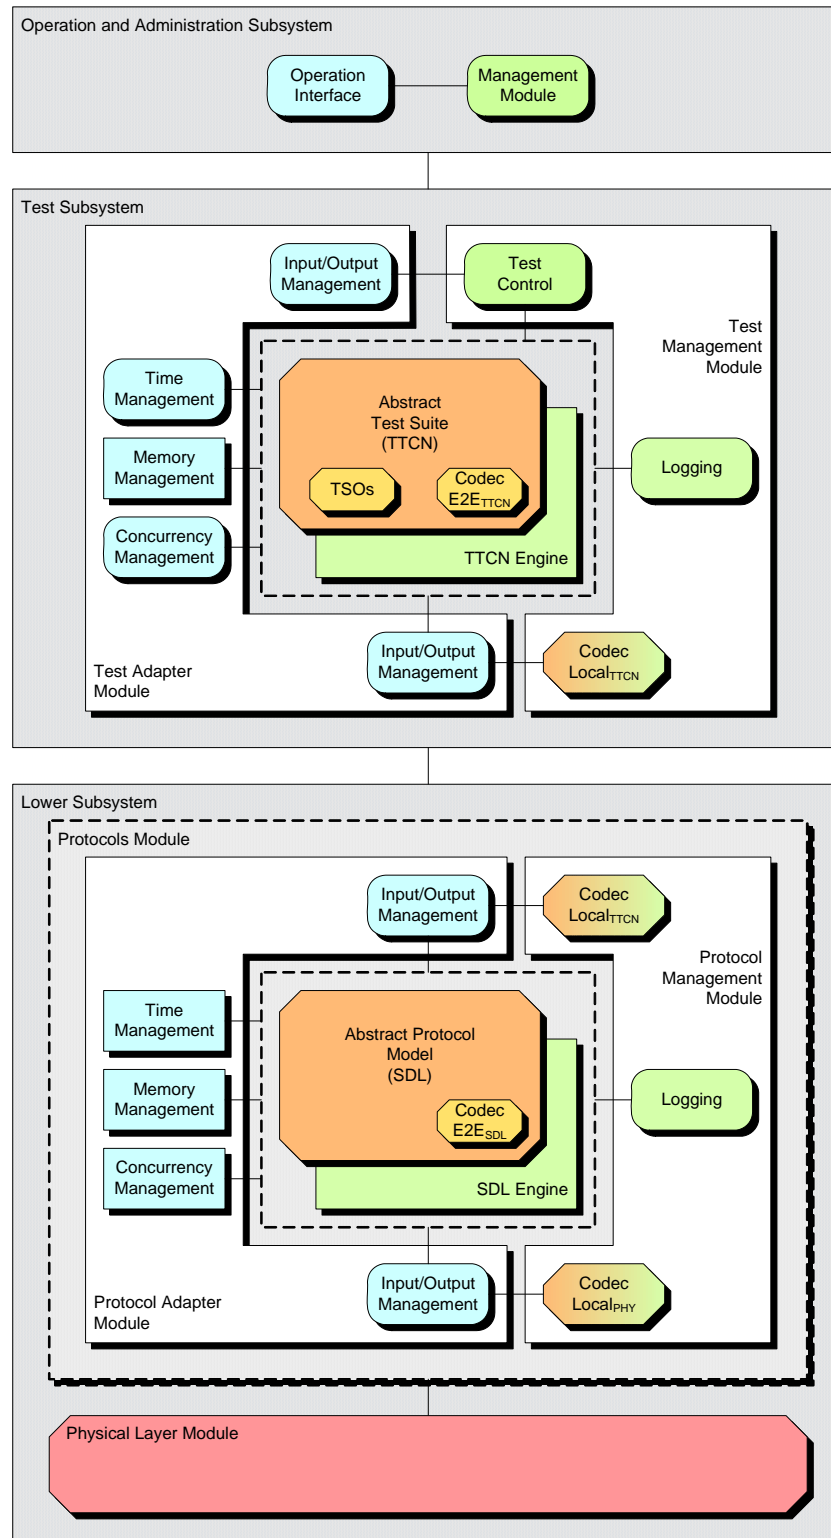 Operation and Administration Subsystem
Operation
Interface
Management
Module
Test Subsystem
Input/Output
Management
Test
Control
Test
Management
Module
Time
Management
Abstract
Test Suite
(TTCN)
Memory
Management
TSOs
Codec
E2ETTCN
Logging
Concurrency
Management
TTCN Engine
Test Adapter
Module
Input/Output
Management
Codec
LocalTTCN
Lower Subsystem
Protocols Module
Input/Output
Management
Codec
LocalTTCN
Protocol
Management
Module
Time
Management
Abstract Protocol
Model
(SDL)
Memory
Management
Codec
E2ESDL
Logging
Concurrency
Management
SDL Engine
Protocol Adapter
Module
Input/Output
Management
Codec
LocalPHY
Physical Layer Module